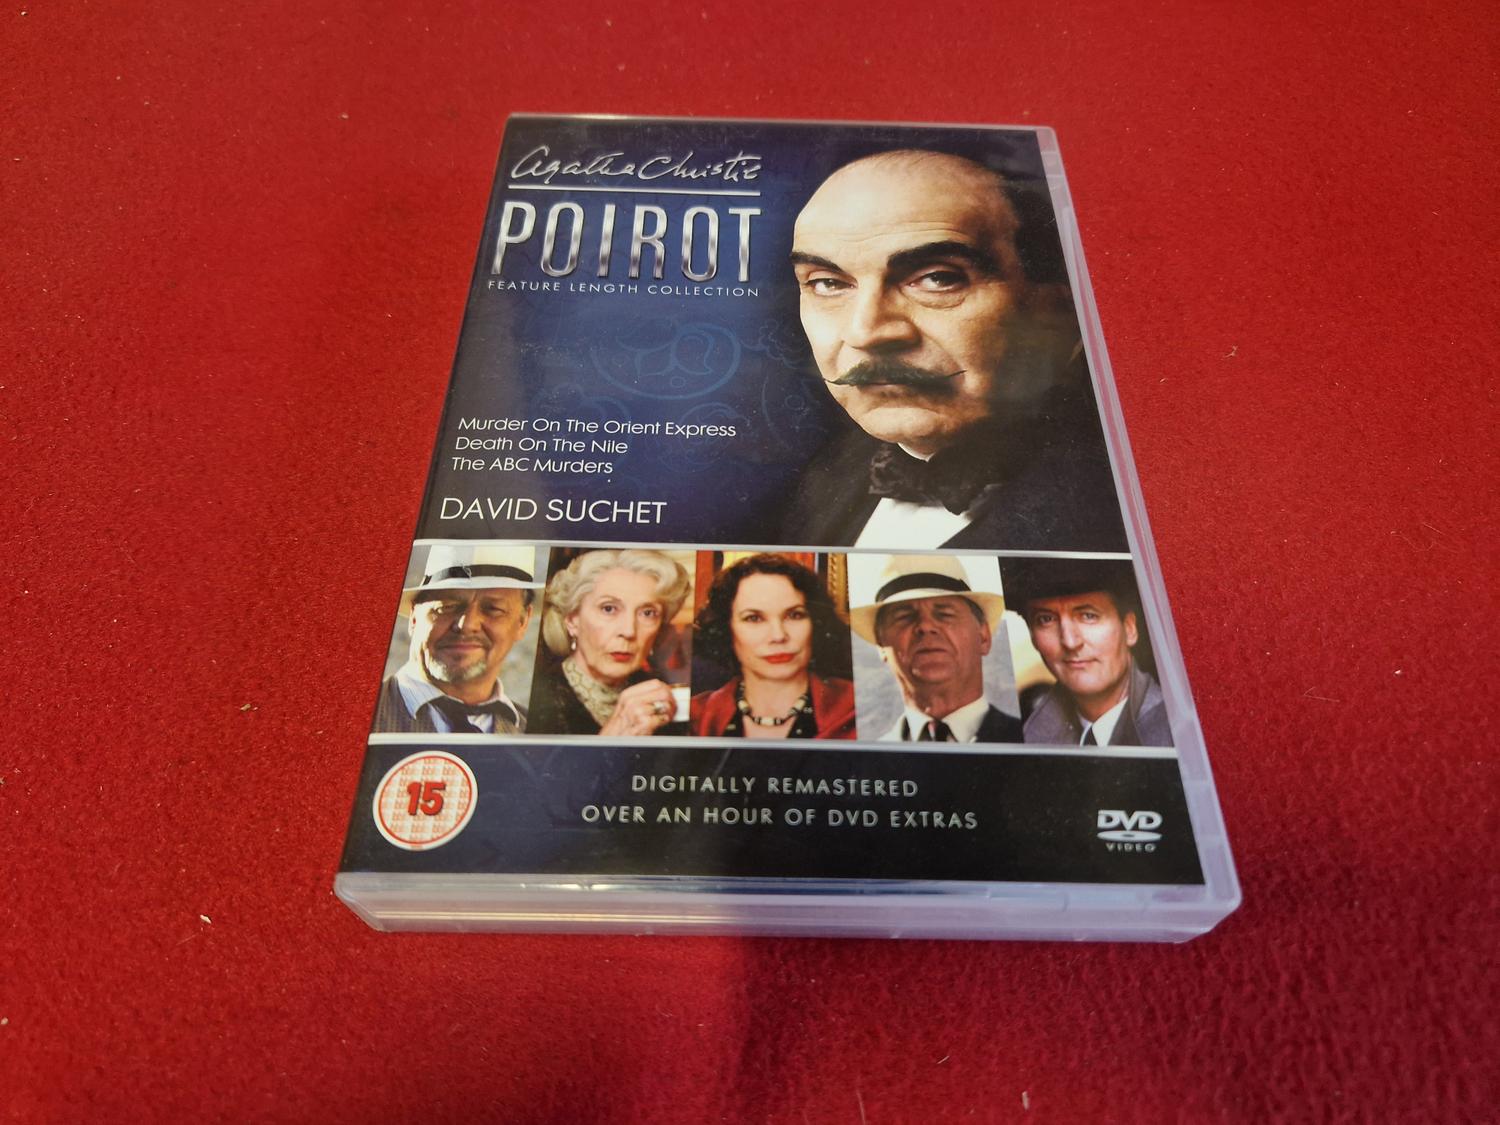 Agatha Christie
POIROT
FEATURE LENGTH COLLECTION
Murder On The Orient Express
Death On The Nile
The ABC Murders
DAVID SUCHET
15
DIGITALLY REMASTERED
OVER AN HOUR OF DVD EXTRAS
DVD
VIDEO